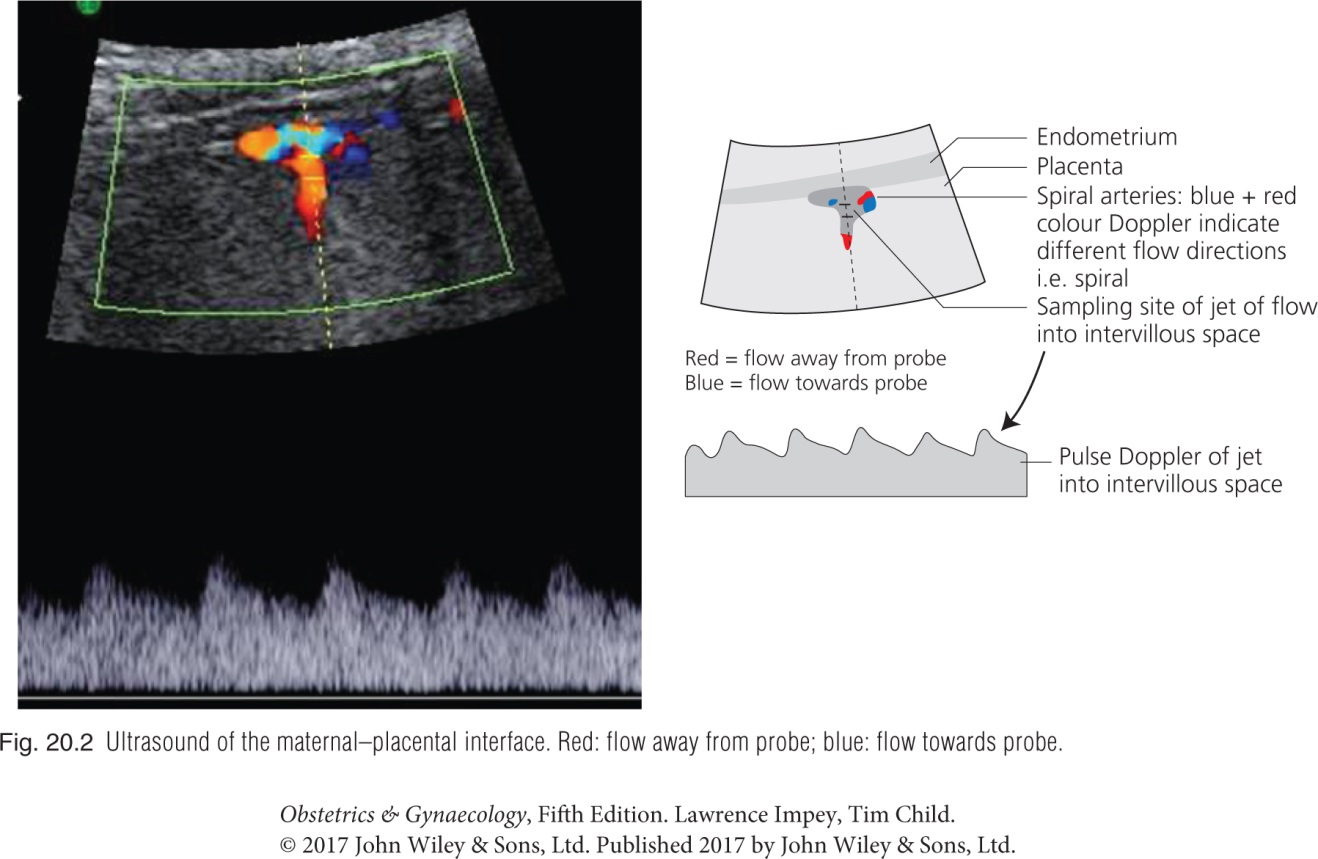 Endometrium
Placenta
Spiral arteries: blue + red
colour Doppler indicate
different flow directions
i.e. spiral
Sampling site of jet of flow
into intervillous space
Red = flow away from probe
Blue = flow towards probe
Pulse Doppler of jet
into intervillous space
Fig. 20.2 Ultrasound of the maternal–placental interface. Red: flow away from probe; blue: flow towards probe.
Obstetrics & Gynaecology, Fifth Edition. Lawrence Impey, Tim Child.
© 2017 John Wiley & Sons, Ltd. Published 2017 by John Wiley & Sons, Ltd.